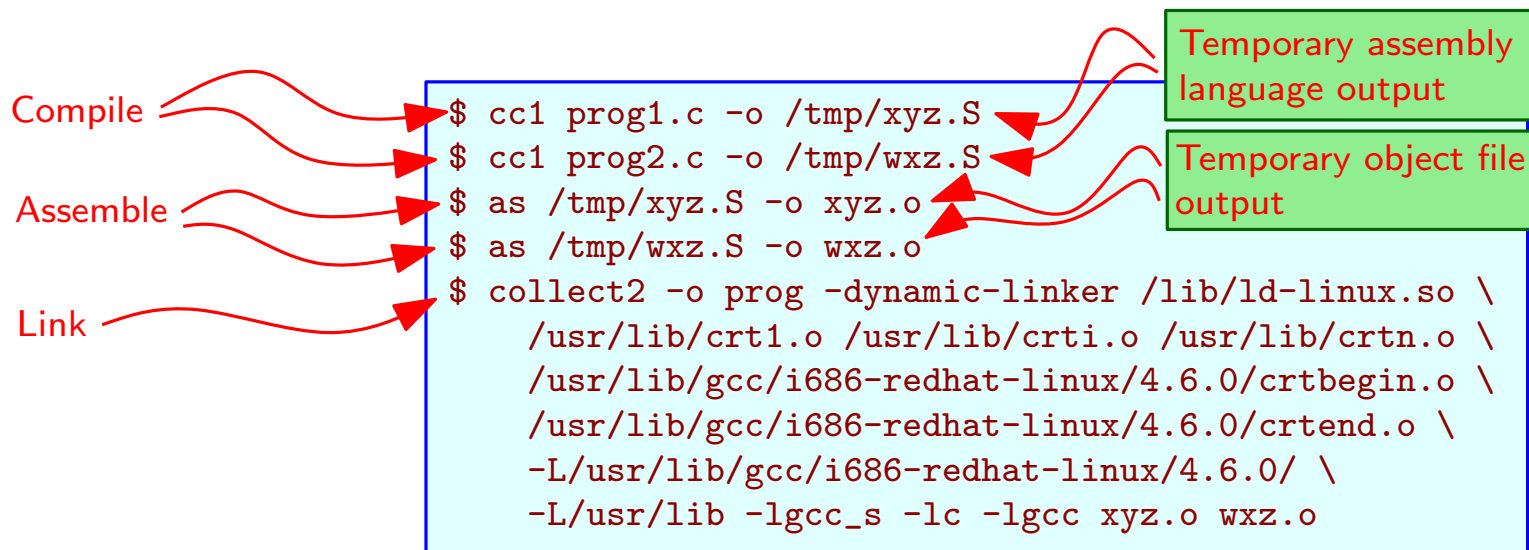 Compile
Assemble
Link
$ cc1 prog1.c -o /tmp/xyz.S
$ cc1 prog2.c -o /tmp/wxz.S
$ as /tmp/xyz.S -o xyz.o
$ as /tmp/wxz.S -o wxz.o
$ collect2 -o prog -dynamic-linker /lib/ld-linux.so \
/usr/lib/crt1.o /usr/lib/crti.o /usr/lib/crtn.o \
/usr/lib/gcc/i686-redhat-linux/4.6.0/crtbegin.o \
/usr/lib/gcc/i686-redhat-linux/4.6.0/crtend.o \
-L/usr/lib/gcc/i686-redhat-linux/4.6.0/ \
-L/usr/lib -lgcc_s -lc -lgcc xyz.o wxz.o
Temporary assembly
language output
Temporary object file
output